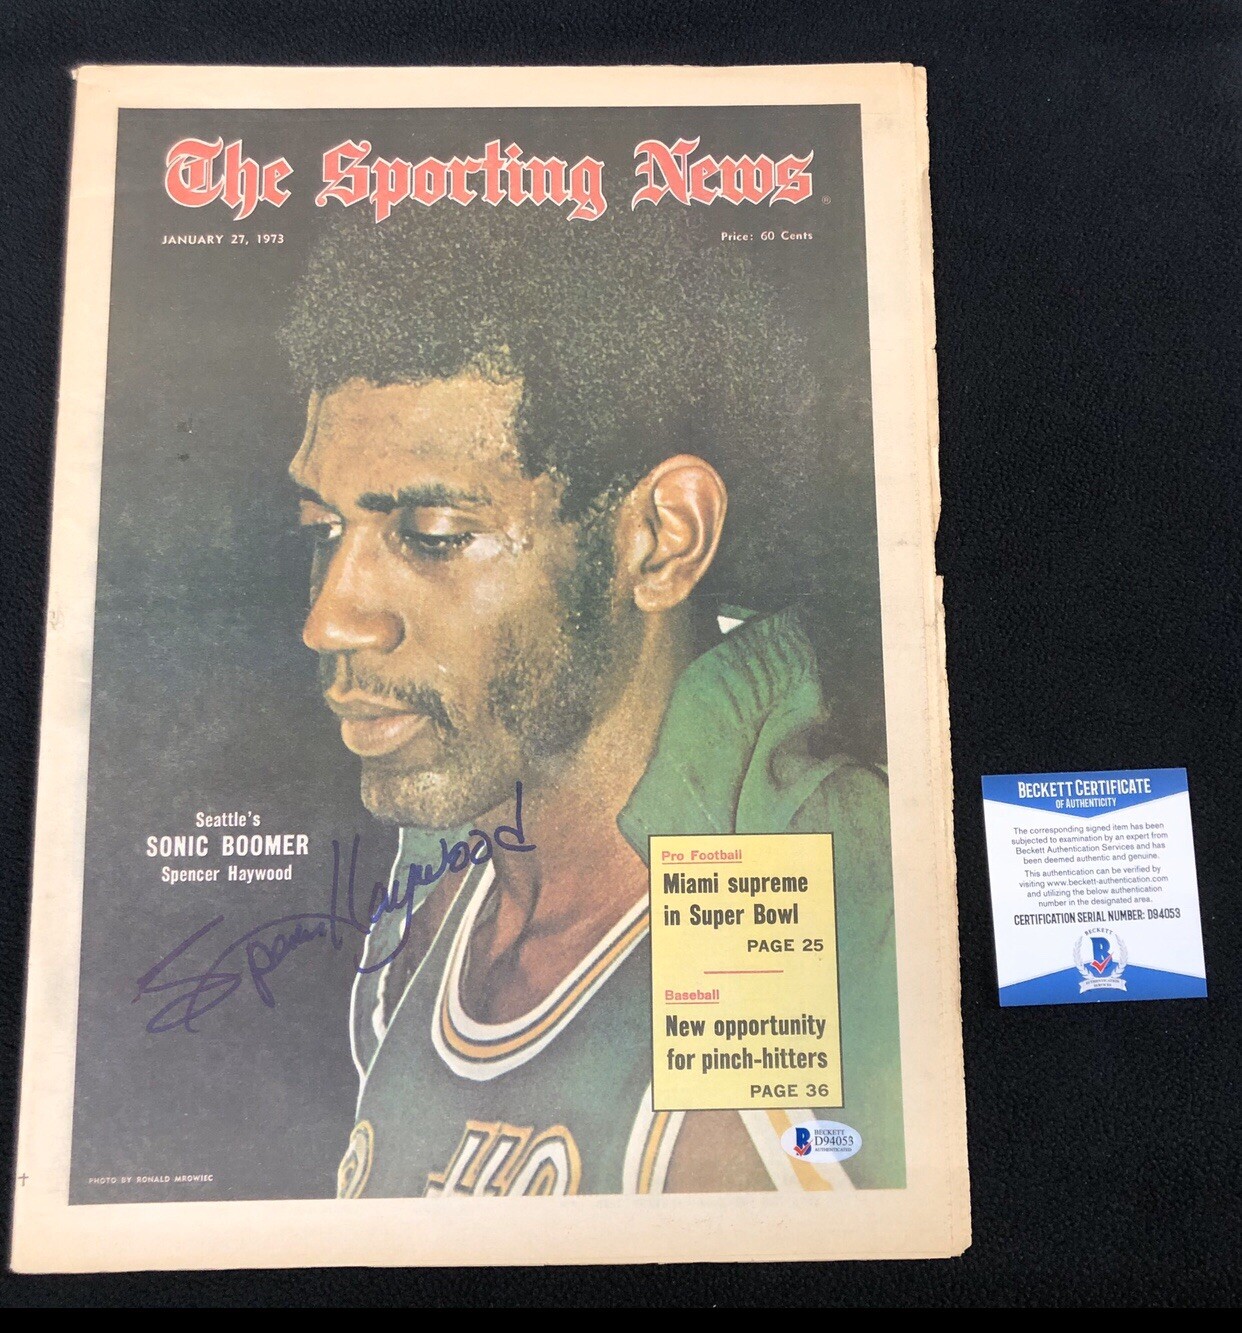 The Sporting News
JANUARY 27, 1973
Price: 60 Cents
Seattle's
SONIC BOOMER
Spencer Haywood
Spencer Haywood
Pro Football
Miami supreme
in Super Bowl
PAGE 25
Baseball
New opportunity
for pinch-hitters
PAGE 36
BECKETT
D94053
AUTHENTICATED
PHOTO BY RONALD MROWIEC
BECKETT CERTIFICATE
OF AUTHENTICITY
The corresponding signed item has been
subjected to examination by an expert from
Beckett Authentication Services and has
been deemed authentic and genuine.
This authentication can be verified by
visiting www.beckett-authentication.com
and utilizing the below authentication
number in the designated area.
CERTIFICATION SERIAL NUMBER: D94053
BECKETT
B
AUTHENTICATION
SERVICES